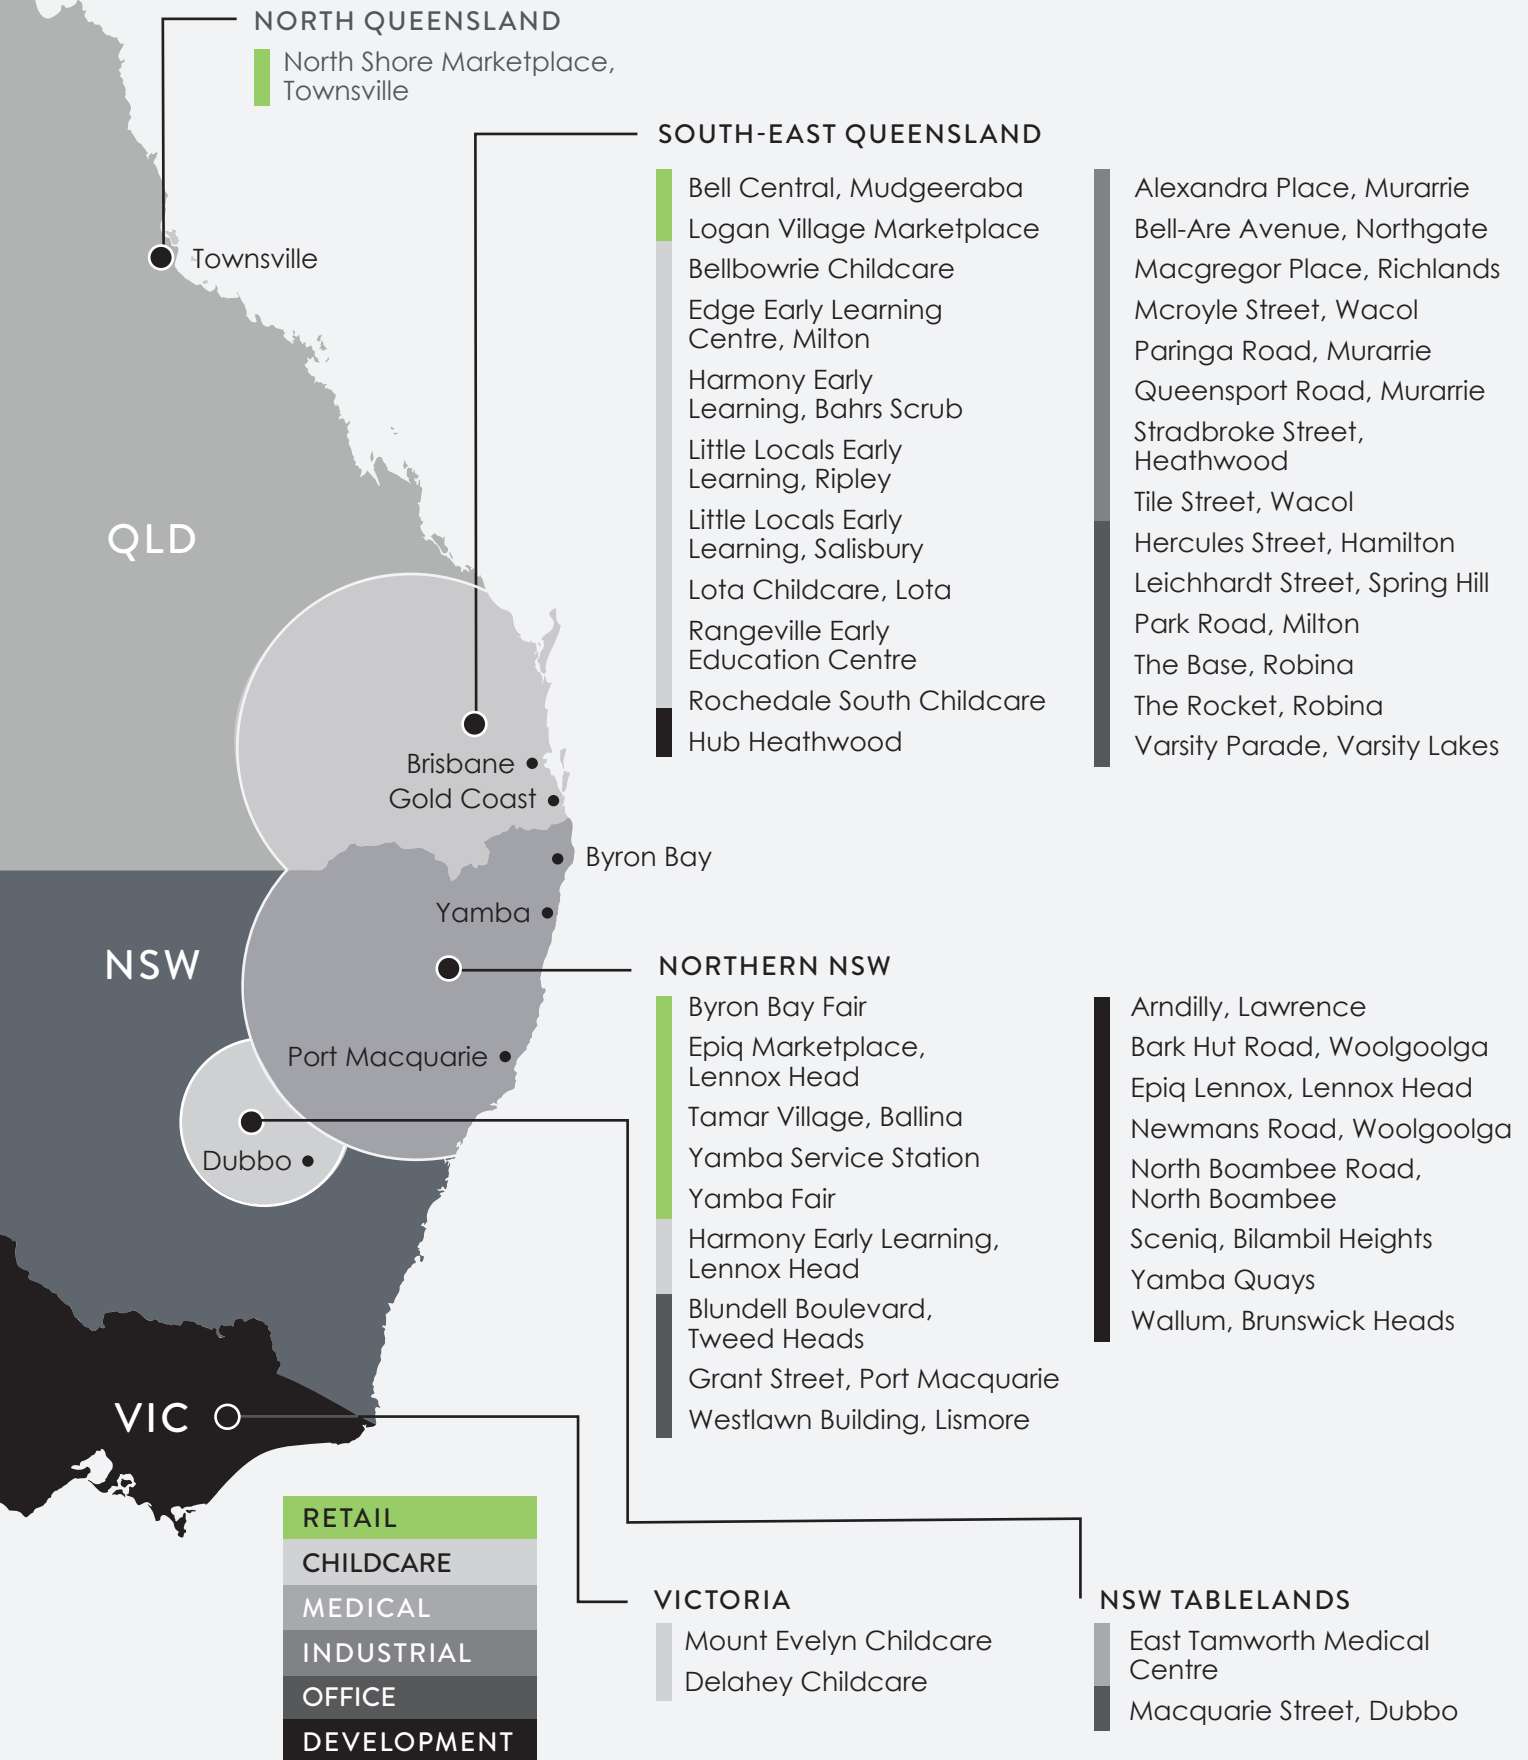 NORTH QUEENSLAND
North Shore Marketplace,
Townsville
Townsville
QLD
Brisbane
Gold Coast
Byron Bay
Yamba
NSW
Port Macquarie
Dubbo
VIC
SOUTH-EAST QUEENSLAND
Bell Central, Mudgeeraba
Logan Village Marketplace
Bellbowrie Childcare
Edge Early Learning
Centre, Milton
Harmony Early
Learning, Bahrs Scrub
Little Locals Early
Learning, Ripley
Little Locals Early
Learning, Salisbury
Lota Childcare, Lota
Rangeville Early
Education Centre
Rochedale South Childcare
Hub Heathwood
Alexandra Place, Murarrie
Bell-Are Avenue, Northgate
Macgregor Place, Richlands
Mcroyle Street, Wacol
Paringa Road, Murarrie
Queensport Road, Murarrie
Stradbroke Street,
Heathwood
Tile Street, Wacol
Hercules Street, Hamilton
Leichhardt Street, Spring Hill
Park Road, Milton
The Base, Robina
The Rocket, Robina
Varsity Parade, Varsity Lakes
NORTHERN NSW
Byron Bay Fair
Epiq Marketplace,
Lennox Head
Tamar Village, Ballina
Yamba Service Station
Yamba Fair
Harmony Early Learning,
Lennox Head
Blundell Boulevard,
Tweed Heads
Grant Street, Port Macquarie
Westlawn Building, Lismore
Arndilly, Lawrence
Bark Hut Road, Woolgoolga
Epiq Lennox, Lennox Head
Newmans Road, Woolgoolga
North Boambee Road,
North Boambee
Sceniq, Bilambil Heights
Yamba Quays
Wallum, Brunswick Heads
RETAIL
CHILDCARE
MEDICAL
INDUSTRIAL
OFFICE
DEVELOPMENT
VICTORIA
Mount Evelyn Childcare
Delahey Childcare
NSW TABLELANDS
East Tamworth Medical
Centre
Macquarie Street, Dubbo